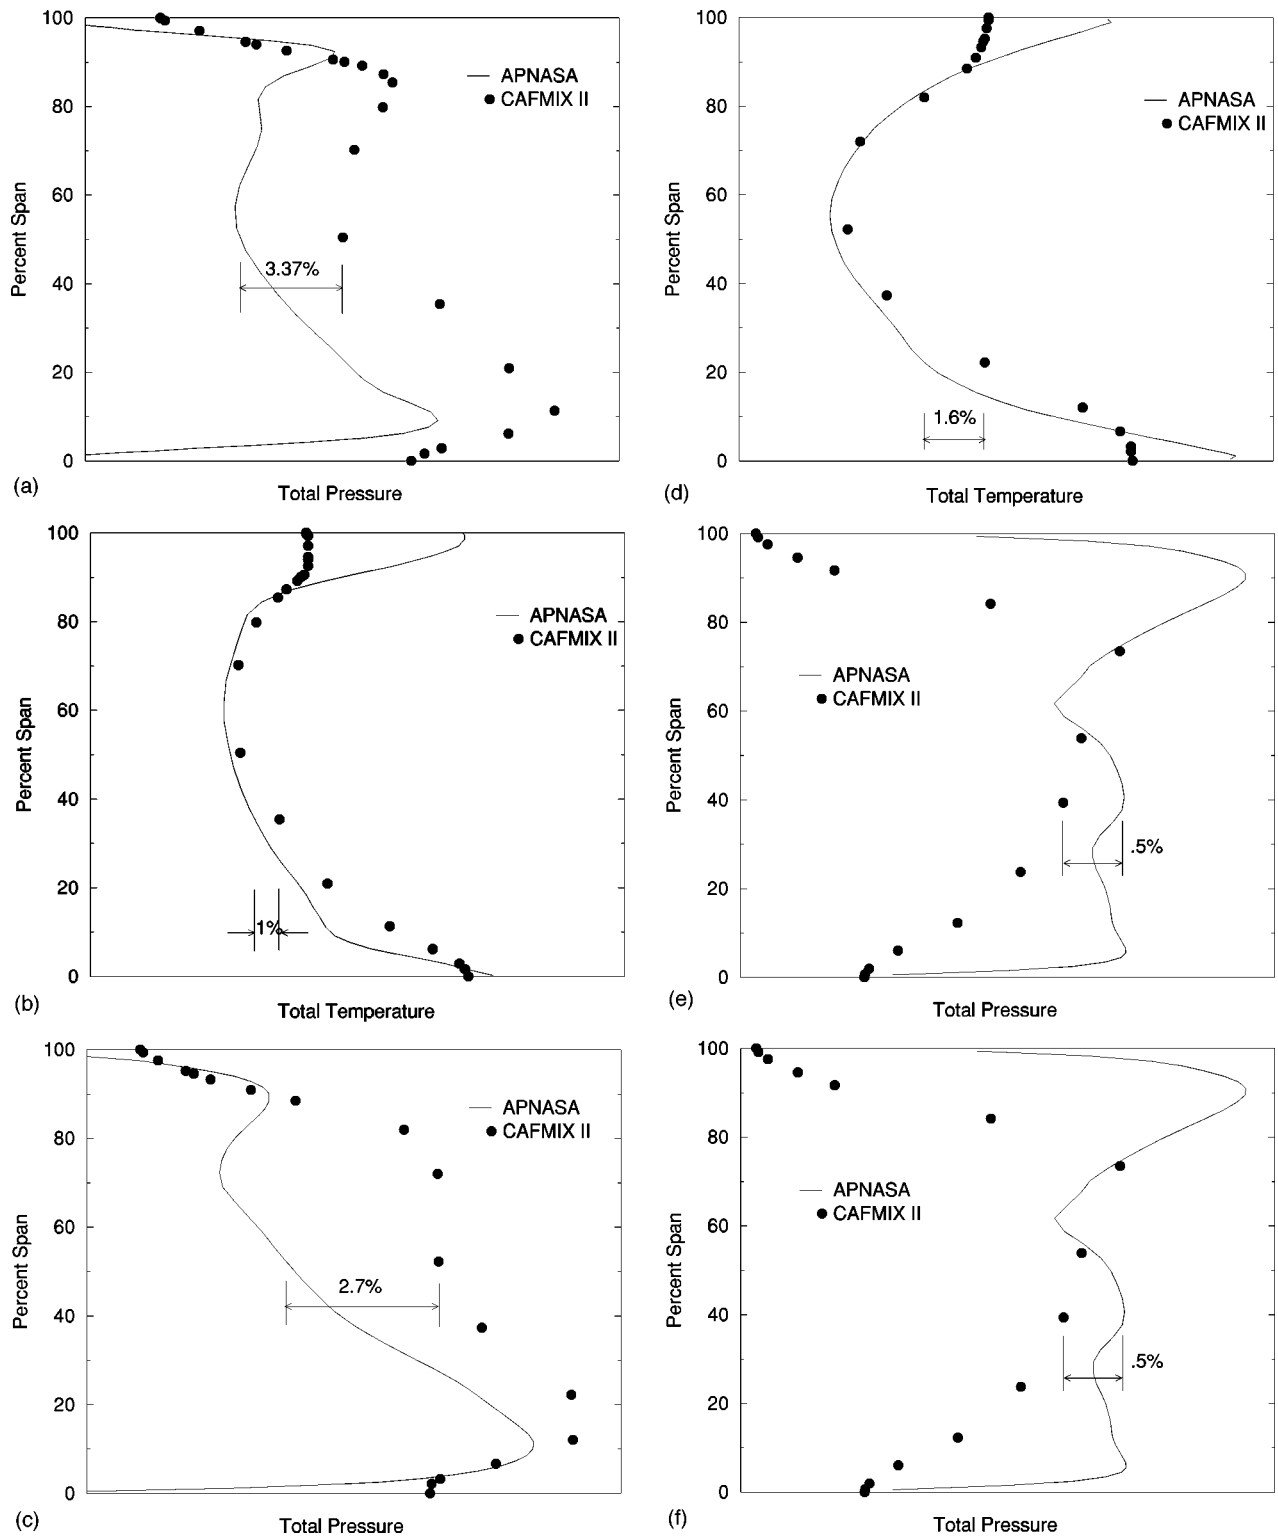 100
80
60
40
20
0
Percent Span
APNASA
CAFMIX II
3.37%
(a)
Total Pressure
100
80
60
40
20
0
Percent Span
APNASA
CAFMIX II
1.6%
(d)
Total Temperature
100
80
60
40
20
0
Percent Span
APNASA
CAFMIX II
1%
(b)
Total Temperature
100
80
60
40
20
0
Percent Span
APNASA
CAFMIX II
.5%
(e)
Total Pressure
100
80
60
40
20
0
Percent Span
APNASA
CAFMIX II
2.7%
(c)
Total Pressure
100
80
60
40
20
0
Percent Span
APNASA
CAFMIX II
.5%
(f)
Total Pressure